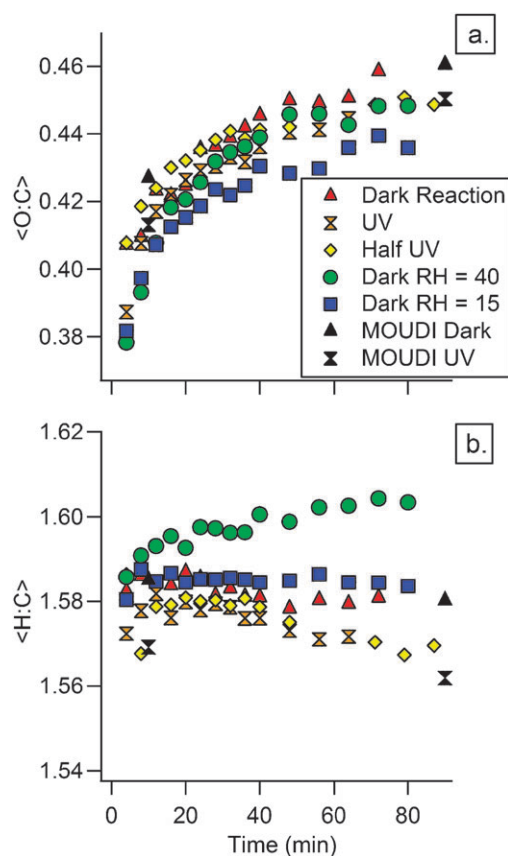 a.
0.46
0.44
0.42
0.40
0.38
<O:C>
Dark Reaction
UV
Half UV
Dark RH = 40
Dark RH = 15
MOUDI Dark
MOUDI UV
b.
1.62
1.60
1.58
1.56
1.54
<H:C>
0 20 40 60 80
Time (min)